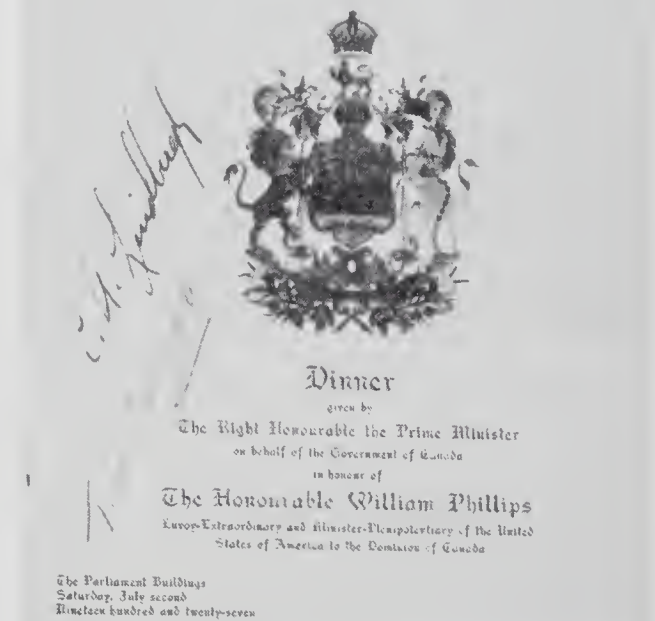 C. A. Lindbergh
Dinner
given by
The Right Honourable the Prime Minister
on behalf of the Government of Canada
in honour of
The Honourable William Phillips
Envoy-Extraordinary and Minister-Plenipotentiary of the United
States of America to the Dominion of Canada
The Parliament Buildings
Saturday, July second
Nineteen hundred and twenty-seven